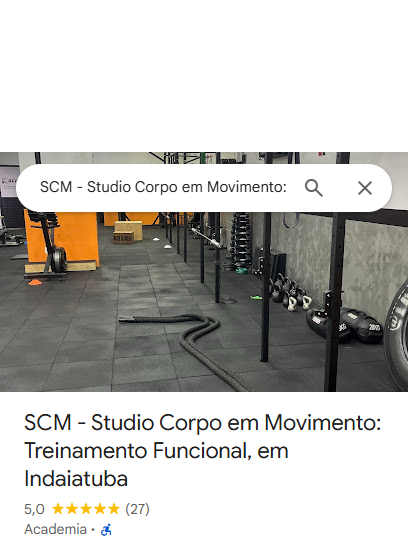 SCM - Studio Corpo em Movimento:
SCM - Studio Corpo em Movimento:
Treinamento Funcional, em
Indaiatuba
5,0 (27)
Academia ·